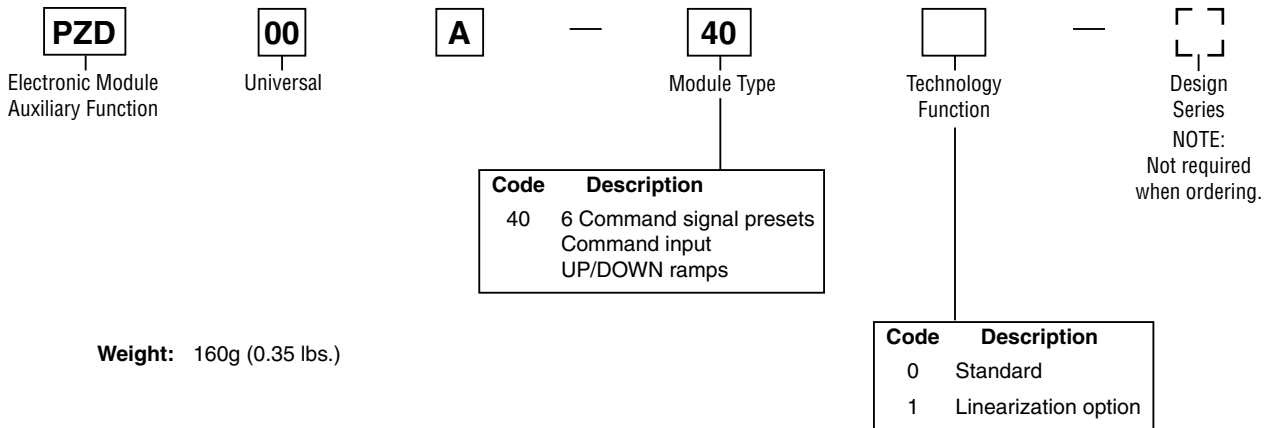 PZD 00 A — 40 —
Electronic Module
Auxiliary Function
Universal
Module Type
Technology
Function
Design
Series
NOTE:
Not required
when ordering.
Code Description
40 6 Command signal presets
Command input
UP/DOWN ramps
Weight: 160g (0.35 lbs.)
Code Description
0 Standard
1 Linearization option